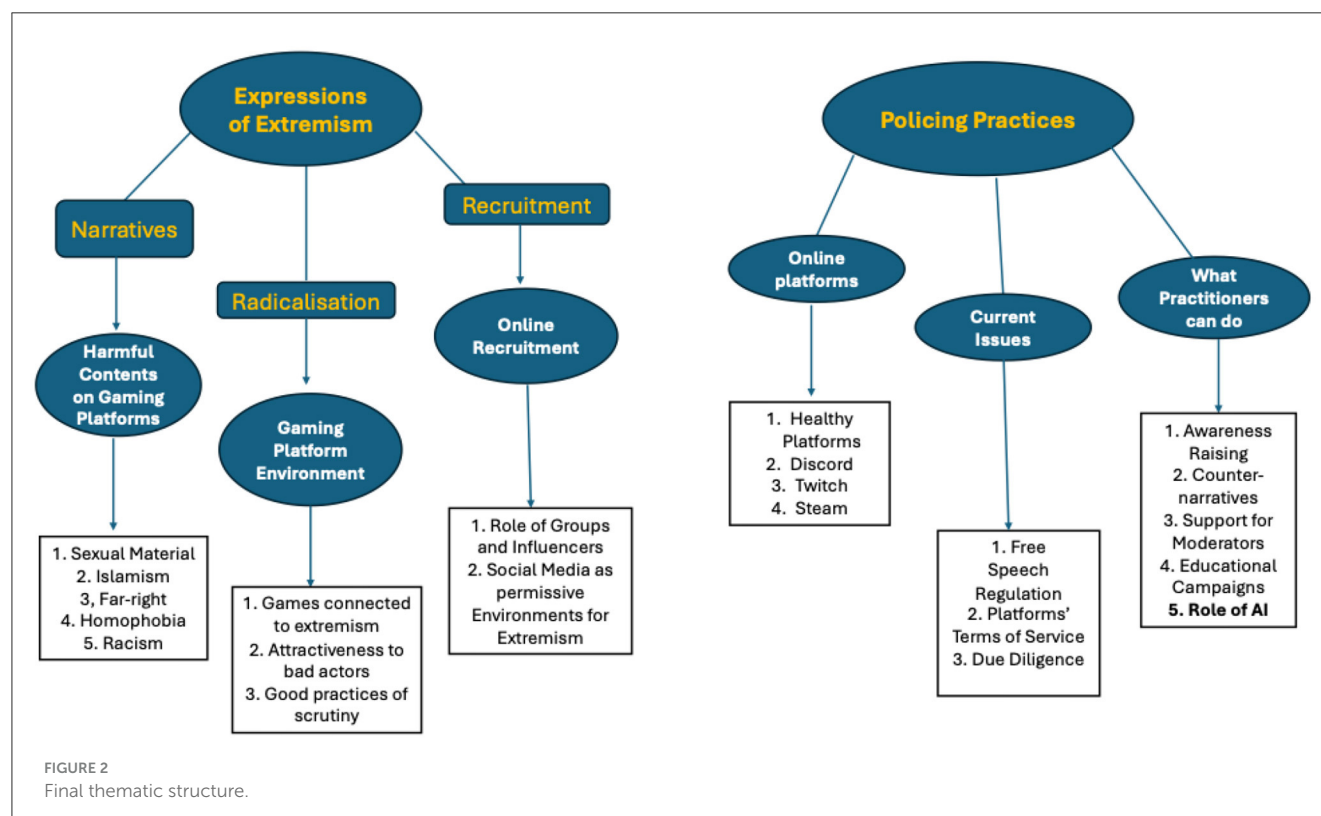 Expressions
of Extremism
Narratives
Radicalisation
Recruitment
Harmful
Contents
on Gaming
Platforms
Gaming
Platform
Environment
Online
Recruitment
1. Sexual Material
2. Islamism
3, Far-right
4. Homophobia
5. Racism
1. Games connected
to extremism
2. Attractiveness to
bad actors
3. Good practices of
scrutiny
1. Role of Groups
and Influencers
2. Social Media as
permissive
Environments for
Extremism
Policing Practices
Online
platforms
Current
Issues
What
Practitioners
can do
1. Healthy
Platforms
2. Discord
3. Twitch
4. Steam
1. Free
Speech
Regulation
2. Platforms’
Terms of Service
3. Due Diligence
1. Awareness
Raising
2. Counter-
narratives
3. Support for
Moderators
4. Educational
Campaigns
5. Role of AI
FIGURE 2
Final thematic structure.